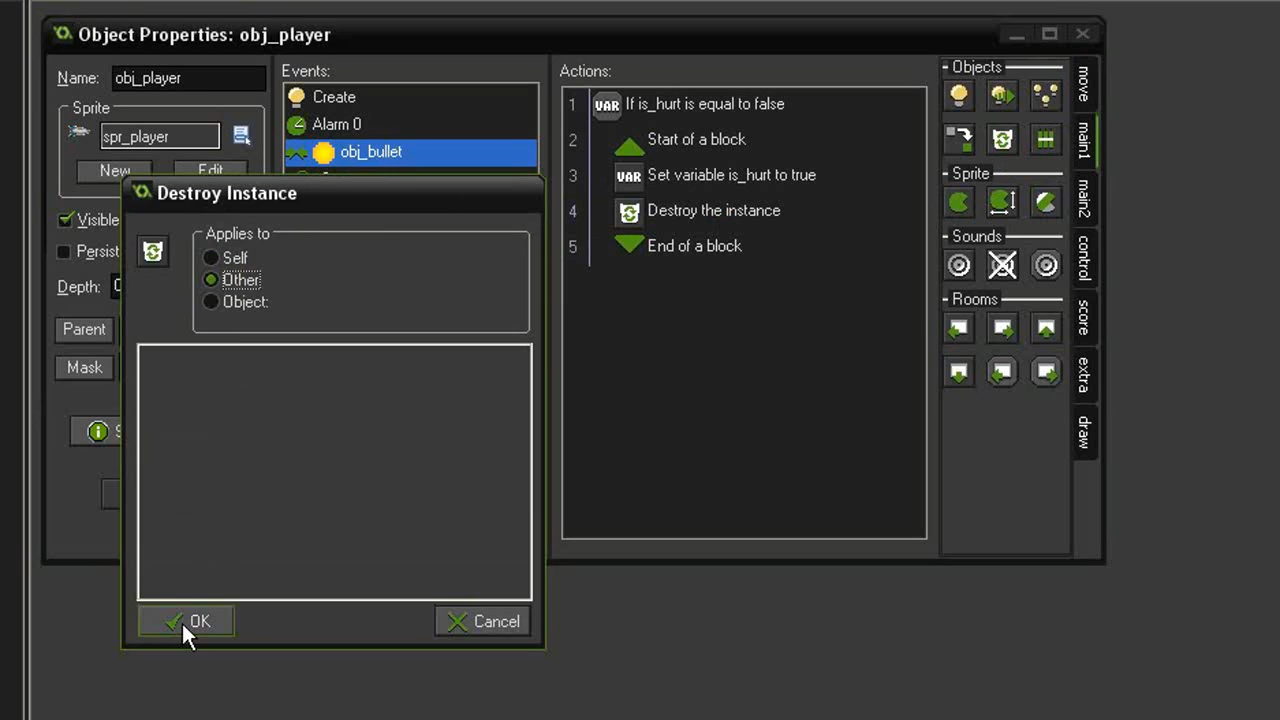 Object Properties: obj_player
Name: obj_player
Sprite
spr_player
New Edit
Visible
Persist
Depth: 0
Parent
Mask
Events:
Create
Alarm 0
obj_bullet
Destroy Instance
Applies to
Self
Other
Object:
OK
Cancel
Actions:
1 VAR If is_hurt is equal to false
2 Start of a block
3 VAR Set variable is_hurt to true
4 Destroy the instance
5 End of a block
Objects
Sprite
Sounds
Rooms
move
main1
main2
control
score
extra
draw